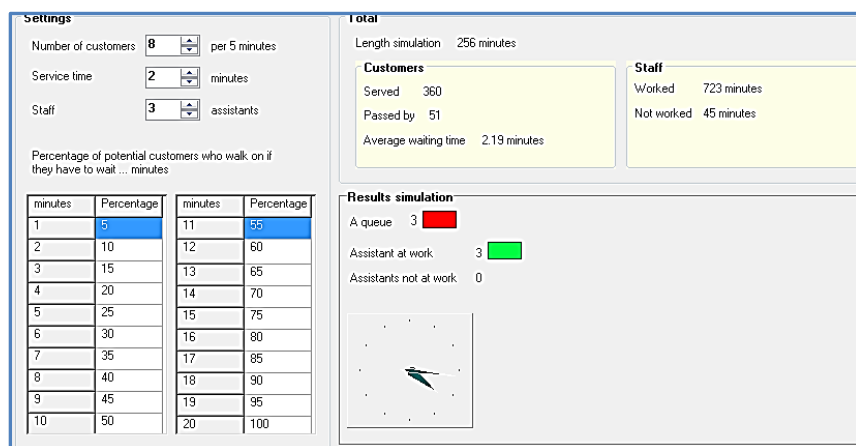 Settings
Number of customers 8 per 5 minutes
Service time 2 minutes
Staff 3 assistants
Percentage of potential customers who walk on if
they have to wait ... minutes
minutes Percentage minutes Percentage
1 5 11 55
2 10 12 60
3 15 13 65
4 20 14 70
5 25 15 75
6 30 16 80
7 35 17 85
8 40 18 90
9 45 19 95
10 50 20 100
Total
Length simulation 256 minutes
Customers
Served 360
Passed by 51
Average waiting time 2.19 minutes
Staff
Worked 723 minutes
Not worked 45 minutes
Results simulation
A queue 3
Assistant at work 3
Assistants not at work 0